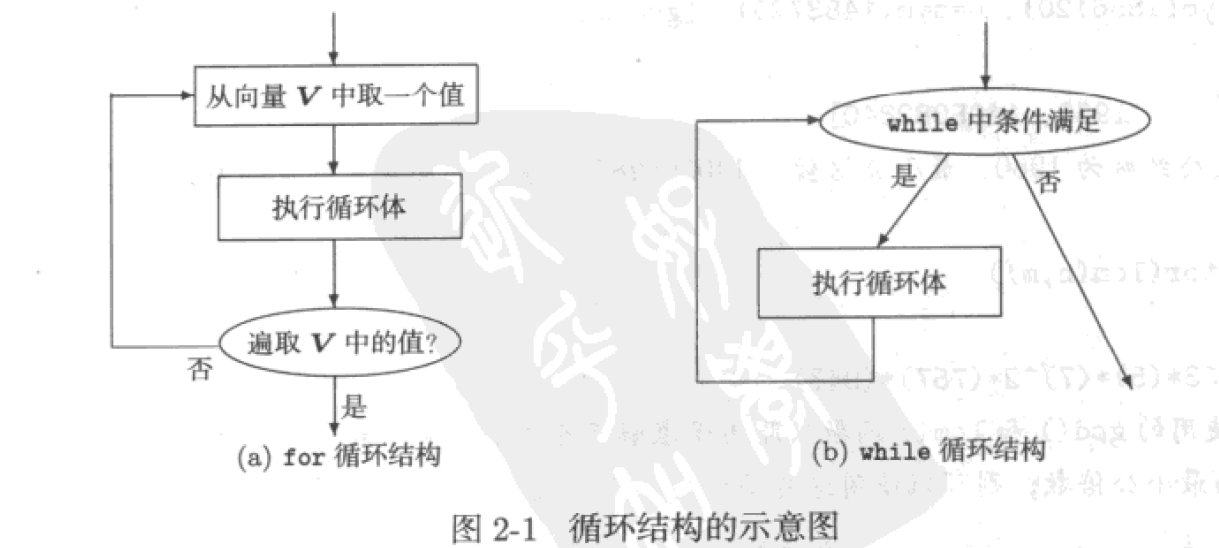 从向量 V 中取一个值
执行循环体
遍取 V 中的值?
否
是
(a) for 循环结构
while 中条件满足
是
否
执行循环体
(b) while 循环结构
图 2-1 循环结构的示意图